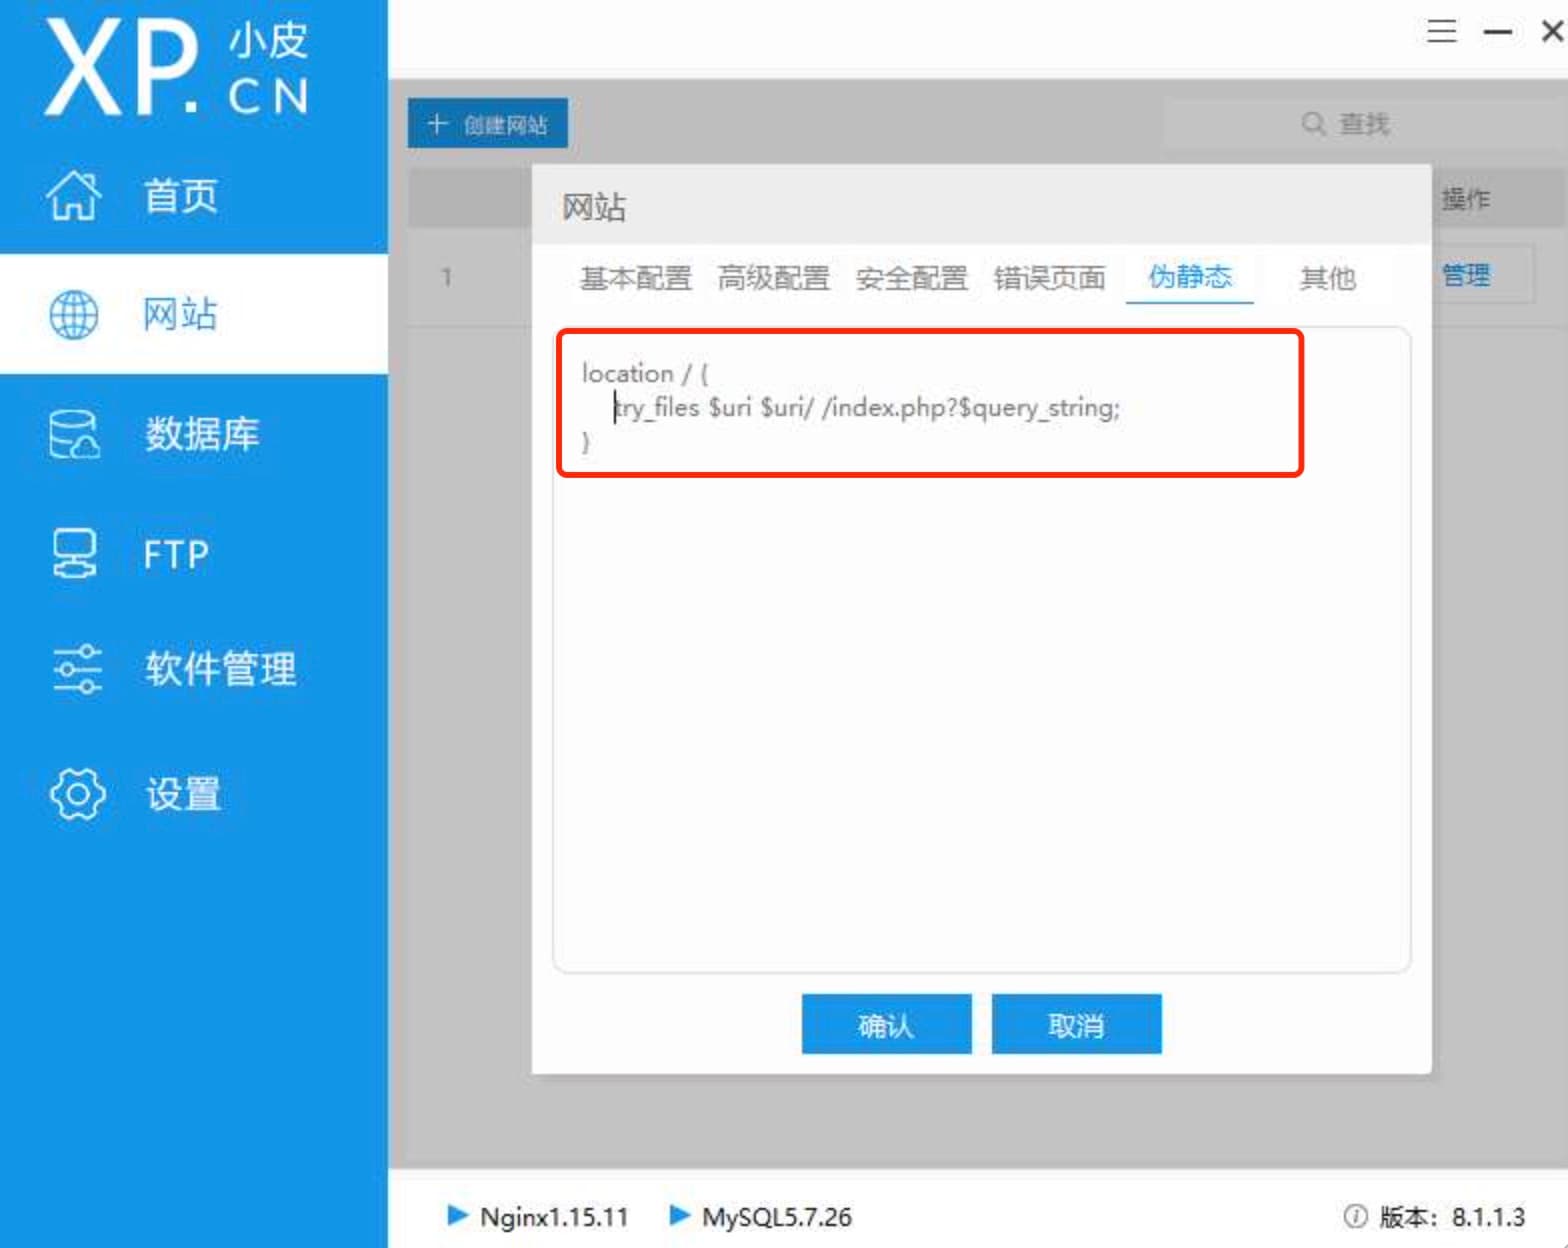 XP.小皮CN
首页
网站
数据库
FTP
软件管理
设置
创建网站
查找
操作
1
管理
网站
基本配置 高级配置 安全配置 错误页面 伪静态 其他
location / {
try_files $uri $uri/ /index.php?$query_string;
}
确认 取消
Nginx1.15.11 MySQL5.7.26 版本：8.1.1.3